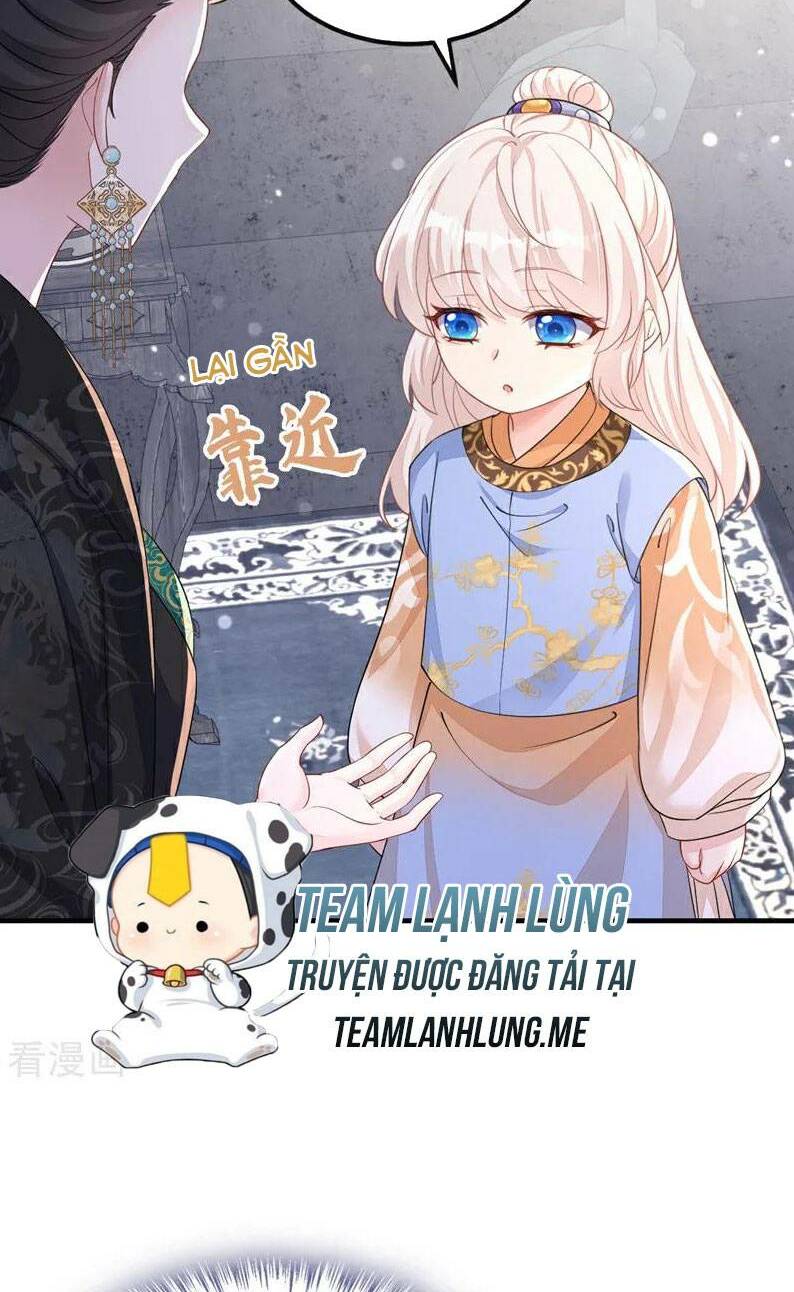 LẠI GẦN
靠近
TEAM LẠNH LÙNG
TRUYỆN ĐƯỢC ĐĂNG TẢI TẠI
TEAMLANHLUNG.ME
看漫画